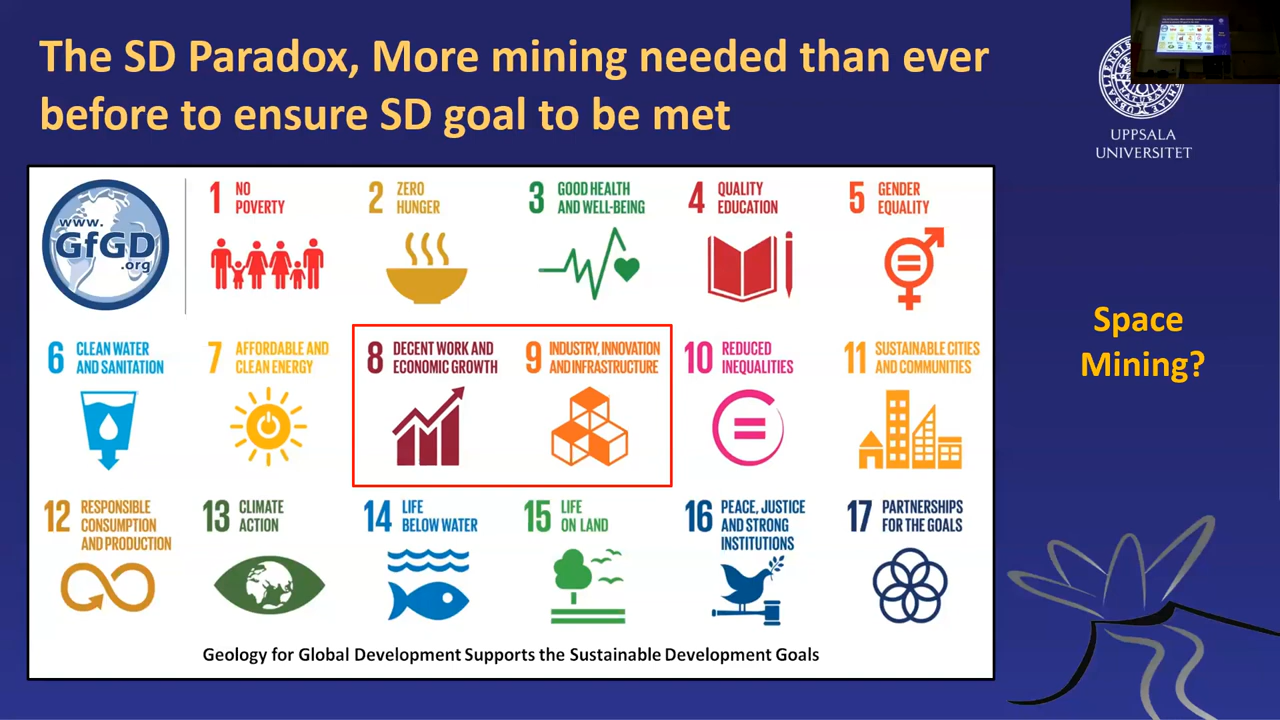 The SD Paradox, More mining needed than ever
before to ensure SD goal to be met
UPPSALA
UNIVERSITET
www.
GfGD
.org
1 NO
POVERTY
2 ZERO
HUNGER
3 GOOD HEALTH
AND WELL-BEING
4 QUALITY
EDUCATION
5 GENDER
EQUALITY
6 CLEAN WATER
AND SANITATION
7 AFFORDABLE AND
CLEAN ENERGY
8 DECENT WORK AND
ECONOMIC GROWTH
9 INDUSTRY, INNOVATION
AND INFRASTRUCTURE
10 REDUCED
INEQUALITIES
11 SUSTAINABLE CITIES
AND COMMUNITIES
12 RESPONSIBLE
CONSUMPTION
AND PRODUCTION
13 CLIMATE
ACTION
14 LIFE
BELOW WATER
15 LIFE
ON LAND
16 PEACE, JUSTICE
AND STRONG
INSTITUTIONS
17 PARTNERSHIPS
FOR THE GOALS
Geology for Global Development Supports the Sustainable Development Goals
Space
Mining?